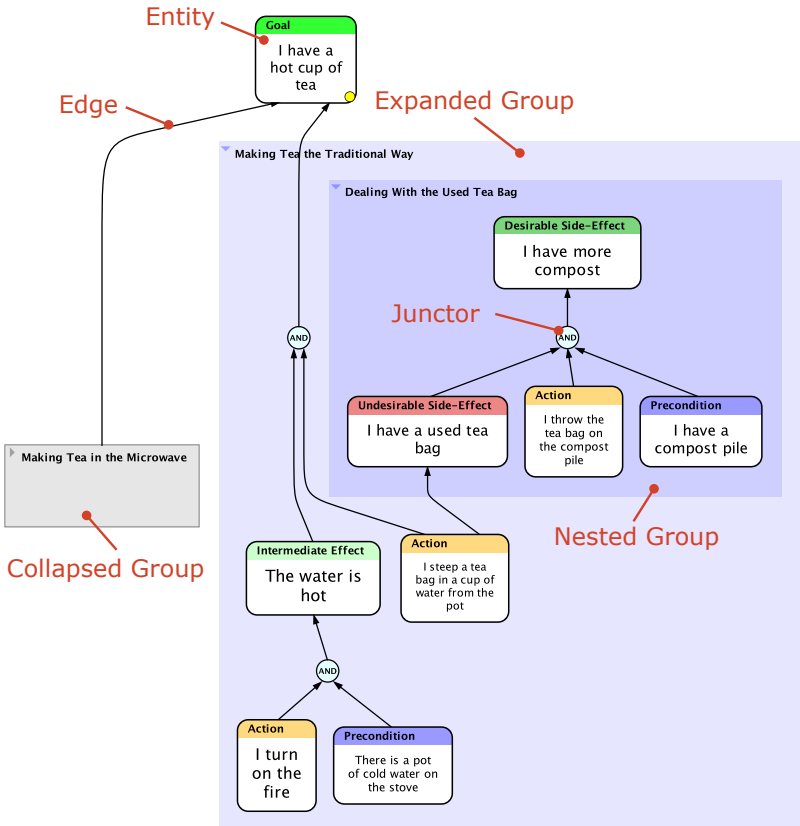 Entity
Goal
I have a
hot cup of
tea
Edge
Expanded Group
Making Tea the Traditional Way
Dealing With the Used Tea Bag
Desirable Side-Effect
I have more
compost
Junctor
AND
AND
Undesirable Side-Effect
I have a used tea
bag
Action
I throw the
tea bag on
the compost
pile
Precondition
I have a
compost pile
Making Tea in the Microwave
Nested Group
Collapsed Group
Intermediate Effect
The water is
hot
Action
I steep a tea
bag in a cup of
water from the
pot
AND
Action
I turn
on the
fire
Precondition
There is a pot
of cold water on
the stove